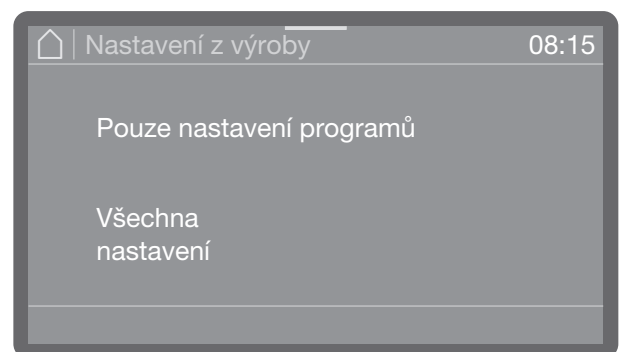 Nastavení z výroby 08:15
Pouze nastavení programů
Všechna
nastavení